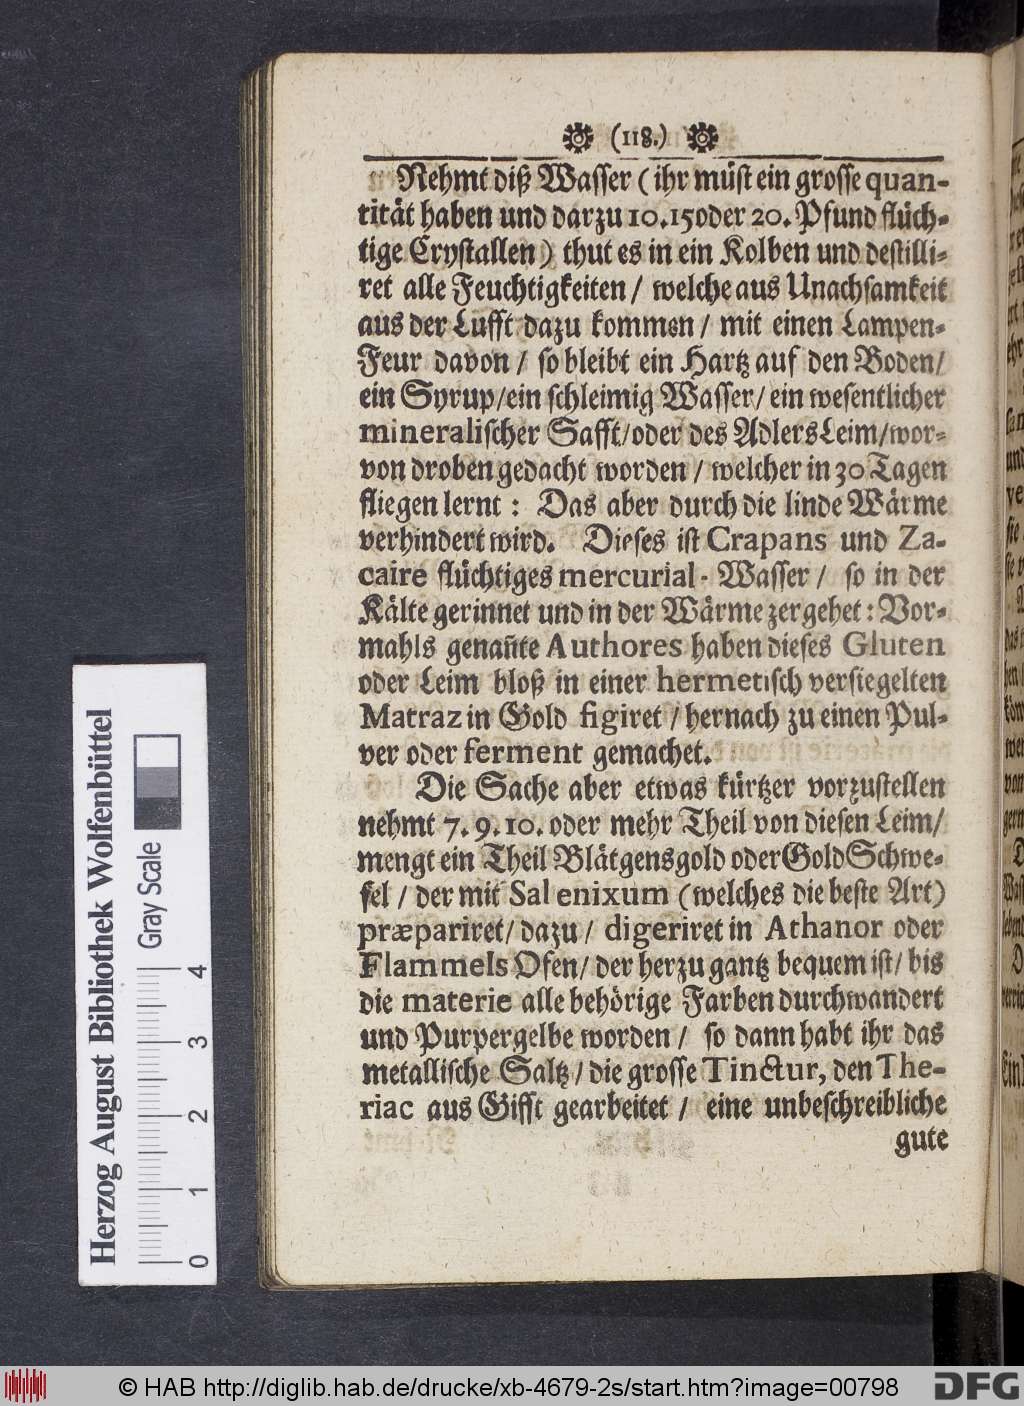 (118.)
Nehmt diß Wasser ( ihr müst ein grosse quan-
tität haben und darzu 10. 15 oder 20. Pfund flüch-
tige Crystallen ) thut es in ein Kolben und destilli-
ret alle Feuchtigkeiten / welche aus Unachsamkeit
aus der Lufft dazu kommen / mit einen Lampen-
Feur davon / so bleibt ein Hartz auf den Boden /
ein Syrup / ein schleimig Wasser / ein wesentlicher
mineralischer Safft / oder des Adlers Leim / wor-
von droben gedacht worden / welcher in 30 Tagen
fliegen lernt : Das aber durch die linde Wärme
verhindert wird. Dieses ist Crapans und Za-
caire flüchtiges mercurial - Wasser / so in der
Kälte gerinnet und in der Wärme zergehet : Vor-
mahls genañte Authores haben dieses Gluten
oder Leim bloß in einer hermetisch versiegelten
Matraz in Gold figiret / hernach zu einen Pul-
ver oder ferment gemachet.
Die Sache aber etwas kürtzer vorzustellen
nehmt 7. 9. 10. oder mehr Theil von diesen Leim /
mengt ein Theil Blätgensgold oder Gold Schwe-
fel / der mit Sal enixum ( welches die beste Art )
præpariret / dazu / digeriret in Athanor oder
Flammels Ofen / der herzu gantz bequem ist / bis
die materie alle behörige Farben durchwandert
und Purpergelbe worden / so dann habt ihr das
metallische Saltz / die grosse Tinctur, den The-
riac aus Gifft gearbeitet / eine unbeschreibliche
gute
Herzog August Bibliothek Wolfenbüttel
Gray Scale
0 1 2 3 4
© HAB http://diglib.hab.de/drucke/xb-4679-2s/start.htm?image=00798
DFG